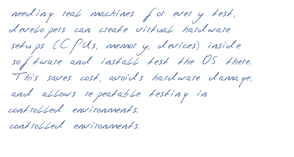 needing real machines for every test,
developers can create virtual hardware
setups (CPUs, memory, devices) inside
software and install test the OS there.
This saves cost, avoids hardware damage,
and allows repeatable testing in
controlled environments.
controlled environments.